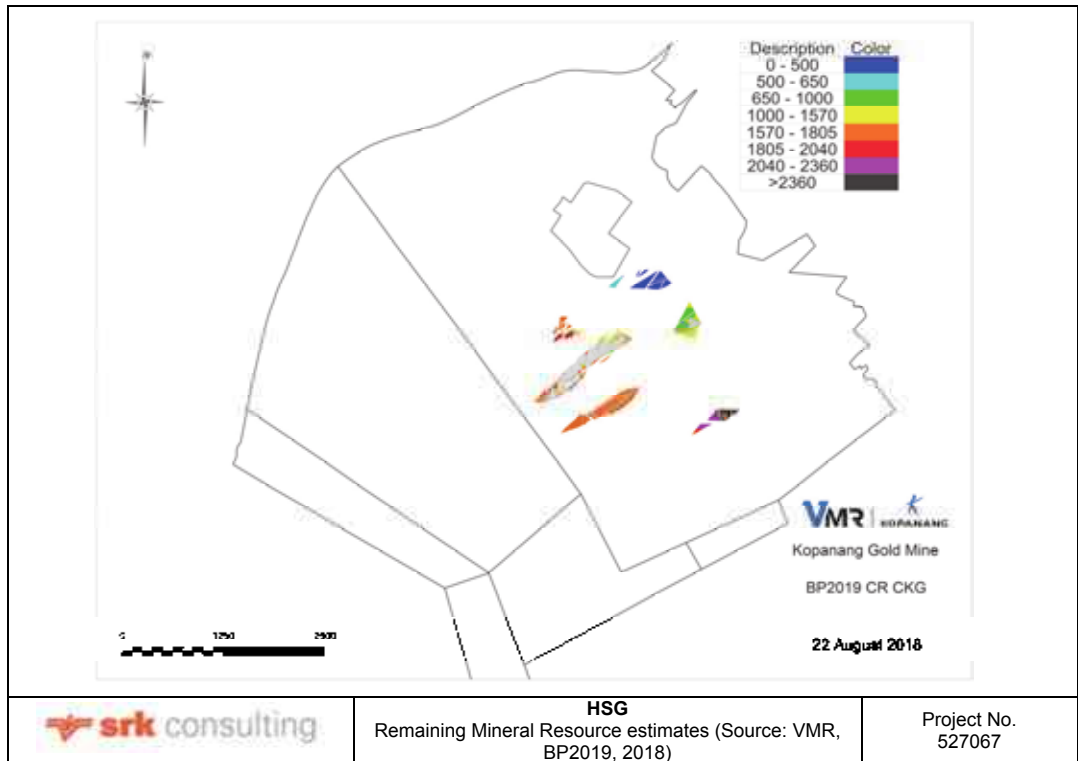 Description Color
0 - 500
500 - 650
650 - 1000
1000 - 1570
1570 - 1805
1805 - 2040
2040 - 2360
>2360
VMR KOPANANG
Kopanang Gold Mine
BP2019 CR CKG
0 1250 2500
22 August 2018
srk consulting
HSG
Remaining Mineral Resource estimates (Source: VMR,
BP2019, 2018)
Project No.
527067